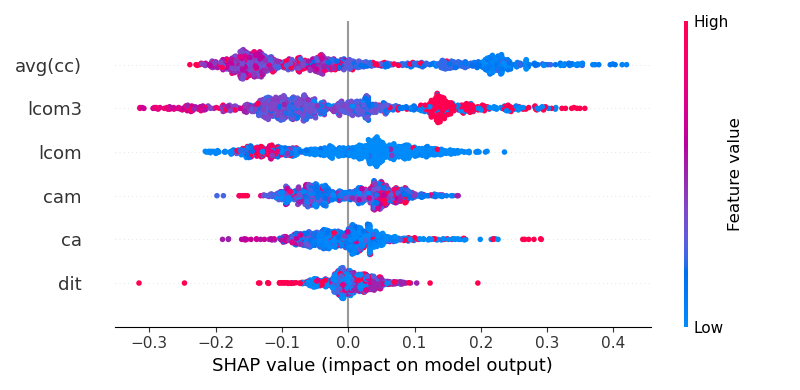 High
avg(cc)
lcom3
lcom
cam
ca
dit
Feature value
Low
−0.3 −0.2 −0.1 0.0 0.1 0.2 0.3 0.4
SHAP value (impact on model output)